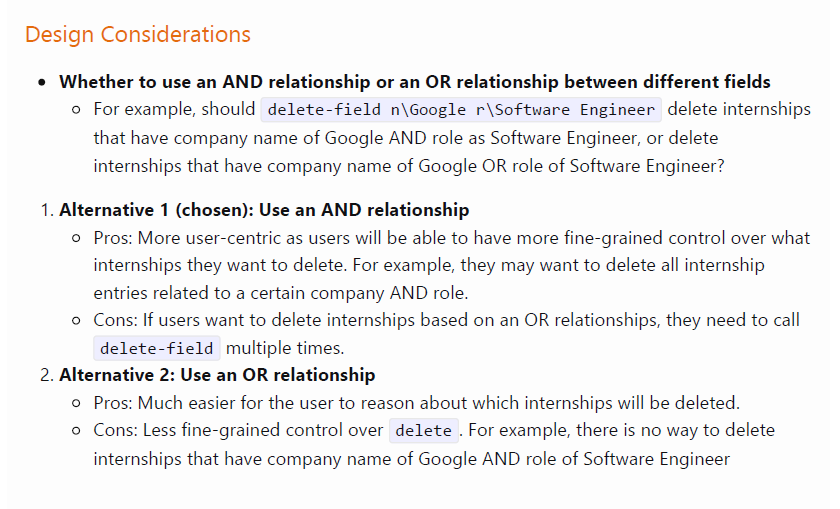 Design Considerations
• Whether to use an AND relationship or an OR relationship between different fields
○ For example, should delete-field n\Google r\Software Engineer delete internships
that have company name of Google AND role as Software Engineer, or delete
internships that have company name of Google OR role of Software Engineer?
1. Alternative 1 (chosen): Use an AND relationship
○ Pros: More user-centric as users will be able to have more fine-grained control over what
internships they want to delete. For example, they may want to delete all internship
entries related to a certain company AND role.
○ Cons: If users want to delete internships based on an OR relationships, they need to call
delete-field multiple times.
2. Alternative 2: Use an OR relationship
○ Pros: Much easier for the user to reason about which internships will be deleted.
○ Cons: Less fine-grained control over delete. For example, there is no way to delete
internships that have company name of Google AND role of Software Engineer